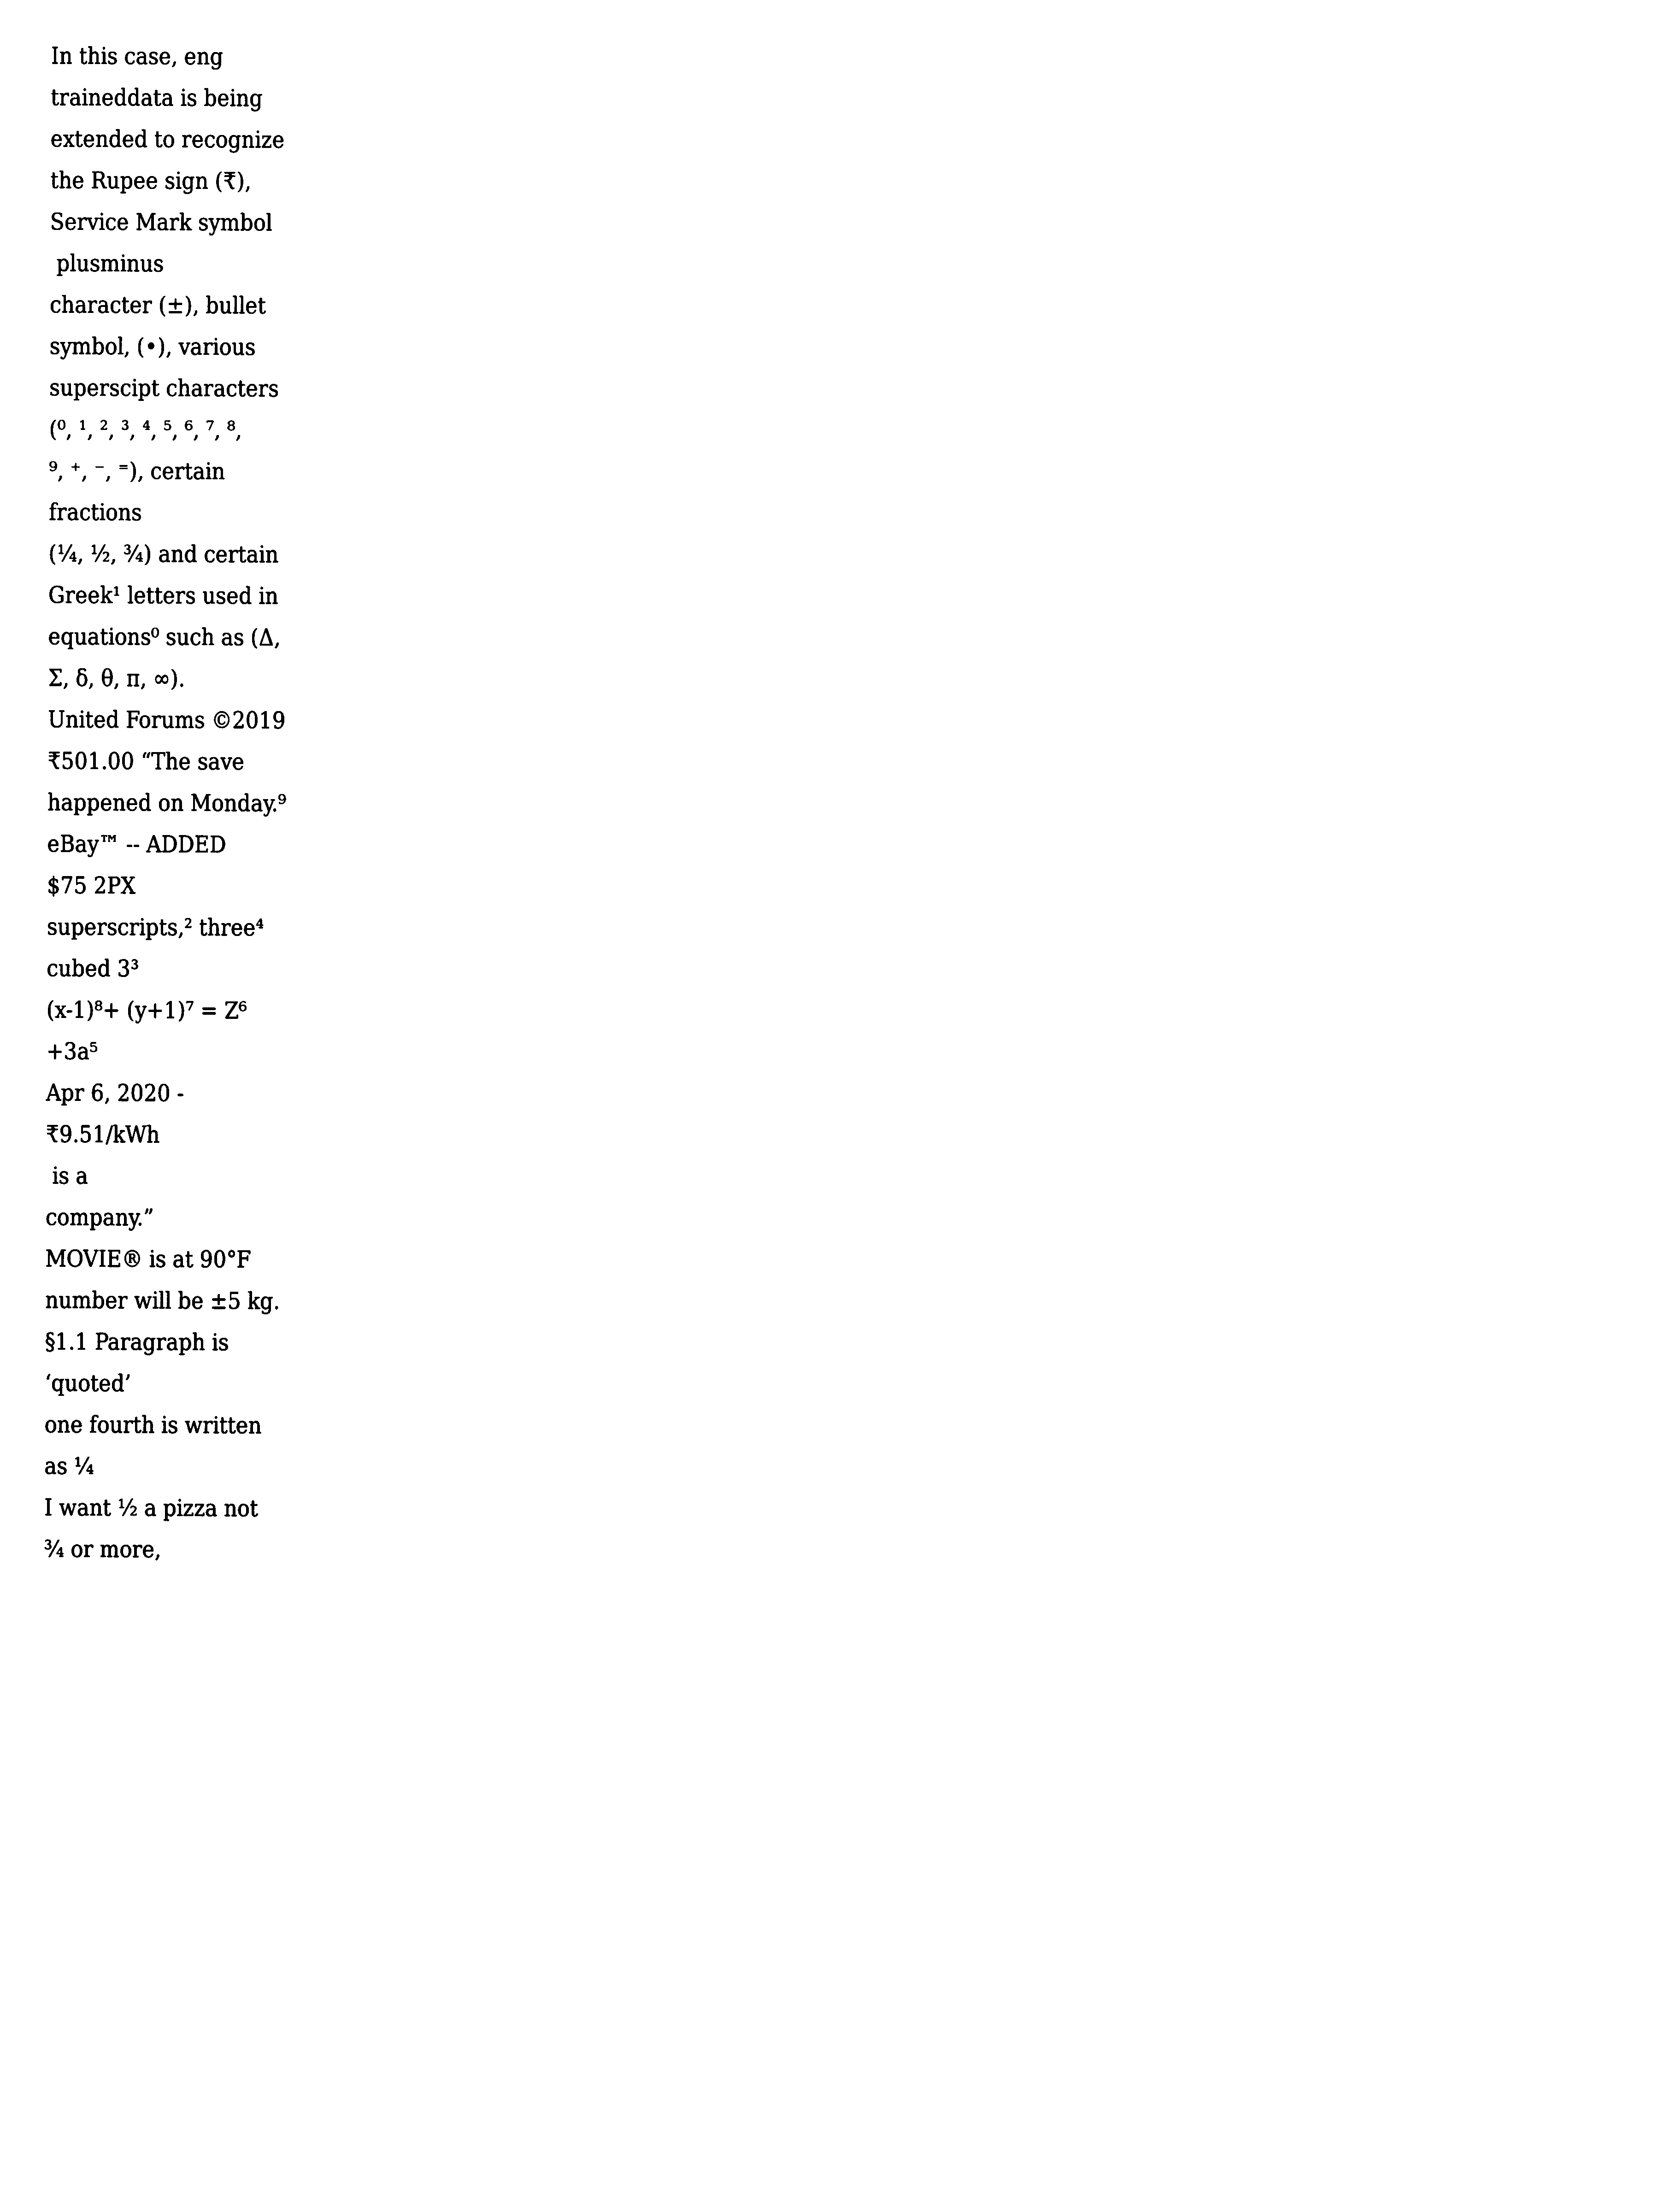 In this case, eng
traineddata is being
extended to recognize
the Rupee sign (₹),
Service Mark symbol
plusminus
character (±), bullet
symbol, (•), various
superscipt characters
(⁰, ¹, ², ³, ⁴, ⁵, ⁶, ⁷, ⁸,
⁹, ⁺, ⁻, ⁼), certain
fractions
(¼, ½, ¾) and certain
Greek¹ letters used in
equations⁰ such as (Δ,
Σ, δ, θ, π, ∞).
United Forums ©2019
₹501.00 “The save
happened on Monday.⁹
eBay™ -- ADDED
$75 2PX
superscripts,² three⁴
cubed 3³
(x-1)⁸+ (y+1)⁷ = Z⁶
+3a⁵
Apr 6, 2020 -
₹9.51/kWh
is a
company.”
MOVIE® is at 90°F
number will be ±5 kg.
§1.1 Paragraph is
‘quoted’
one fourth is written
as ¼
I want ½ a pizza not
¾ or more,